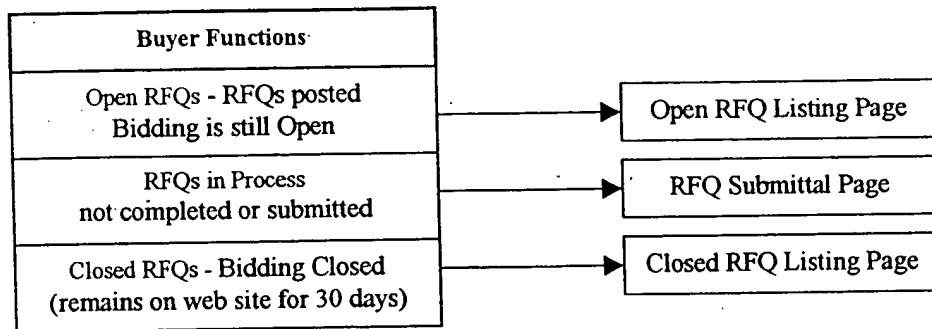 Buyer Functions
Open RFQs - RFQs posted
Bidding is still Open
Open RFQ Listing Page
RFQs in Process
not completed or submitted
RFQ Submittal Page
Closed RFQs - Bidding Closed
(remains on web site for 30 days)
Closed RFQ Listing Page